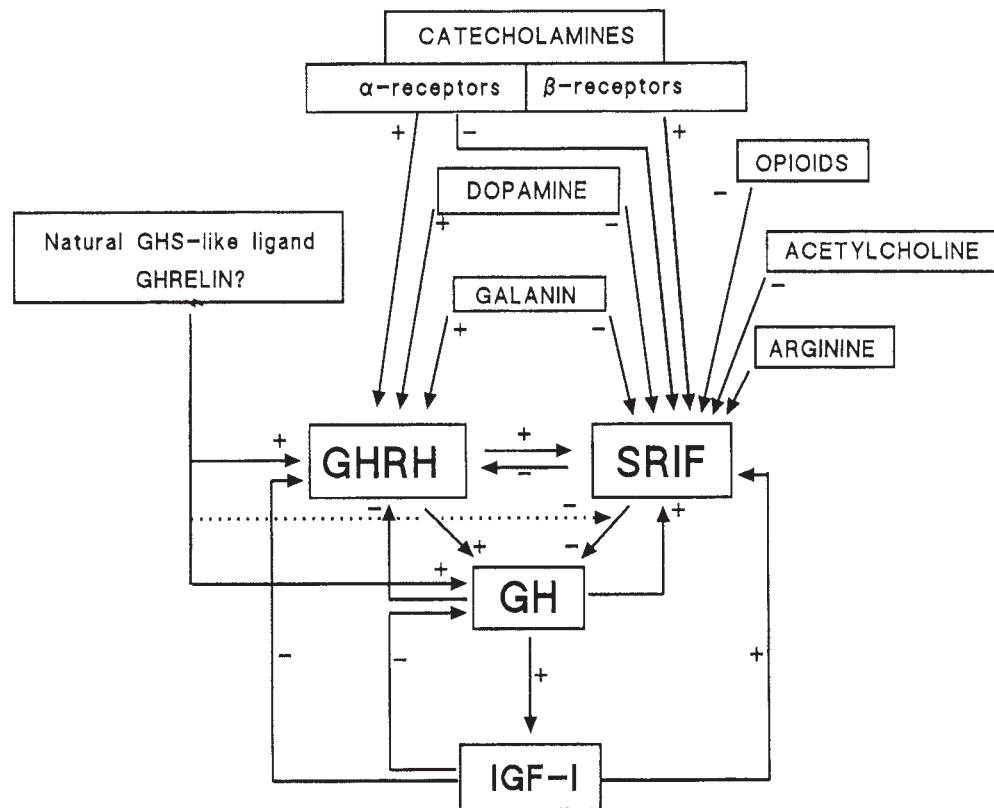 CATECHOLAMINES
α-receptors
β-receptors
+
-
+
OPIOIDS
-
DOPAMINE
+
-
Natural GHS-like ligand
GHRELIN?
ACETYLCHOLINE
-
GALANIN
+
-
ARGININE
+
GHRH
+
-
SRIF
-
-
+
+
-
+
GH
-
-
+
+
IGF-I